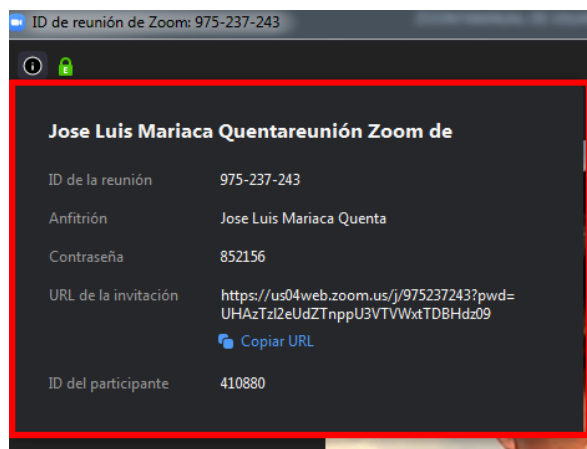 ID de reunión de Zoom: 975-237-243
Jose Luis Mariaca Quentareunión Zoom de
ID de la reunión 975-237-243
Anfitrión Jose Luis Mariaca Quenta
Contraseña 852156
URL de la invitación https://us04web.zoom.us/j/975237243?pwd=
UHAzTzl2eUdZTnppU3VTVWxtTDBHdz09
Copiar URL
ID del participante 410880